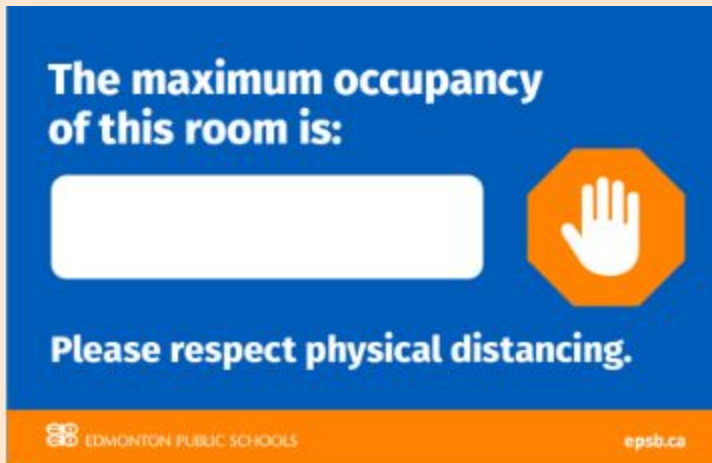 The maximum occupancy
of this room is:
Please respect physical distancing.
EDMONTON PUBLIC SCHOOLS
epsb.ca